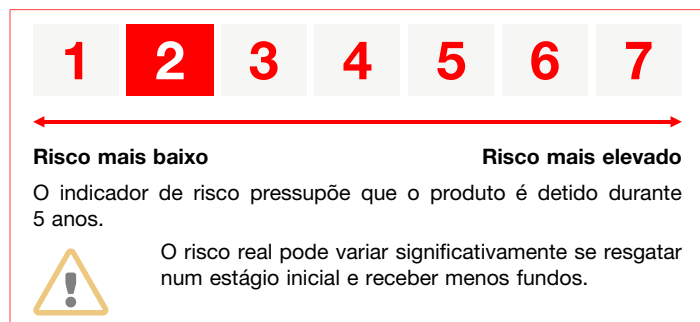 1 2 3 4 5 6 7
Risco mais baixo Risco mais elevado
O indicador de risco pressupõe que o produto é detido durante
5 anos.
O risco real pode variar significativamente se resgatar
num estágio inicial e receber menos fundos.